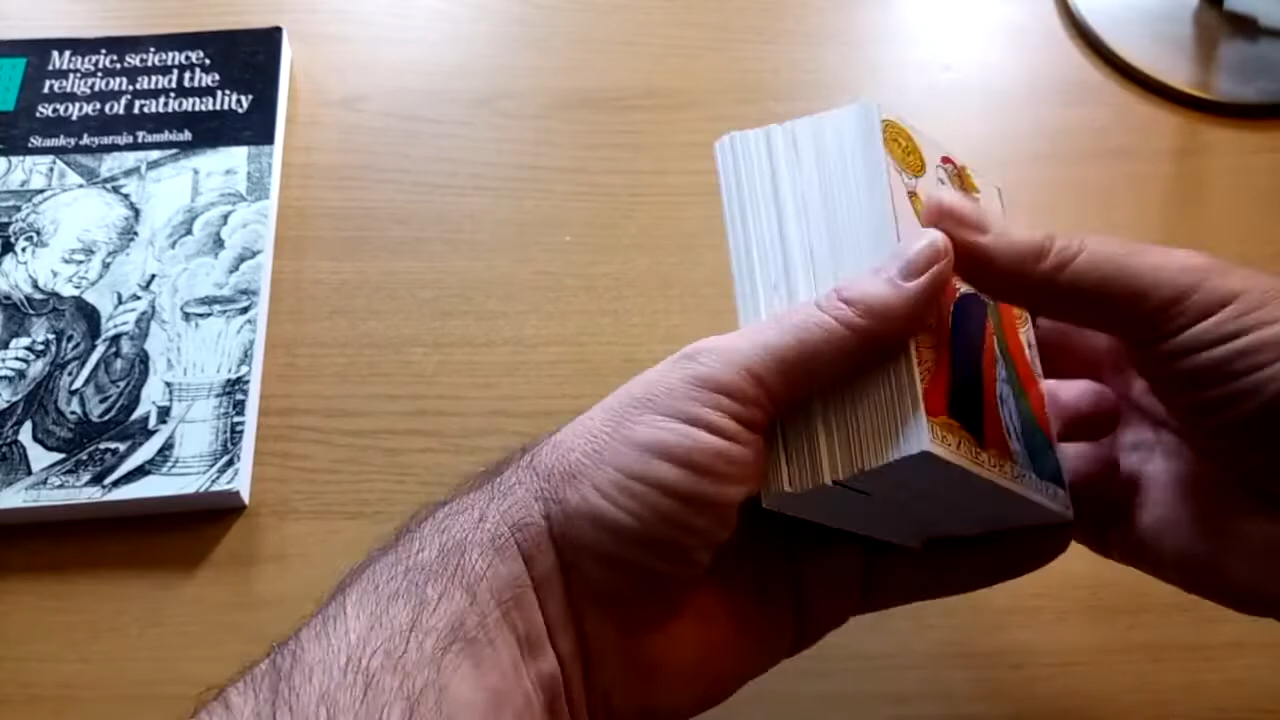 Magic, science,
religion, and the
scope of rationality
Stanley Jeyaraja Tambiah